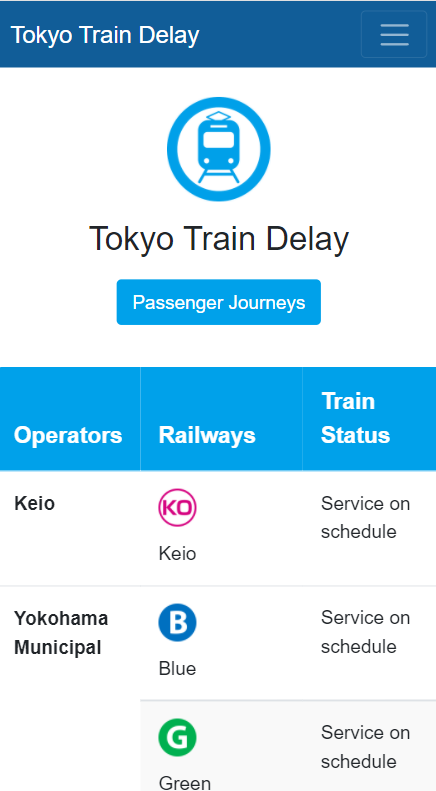 Tokyo Train Delay
Tokyo Train Delay
Passenger Journeys
Operators Railways Train Status
Keio
KO
Keio
Service on
schedule
Yokohama
Municipal
B
Blue
Service on
schedule
G
Green
Service on
schedule